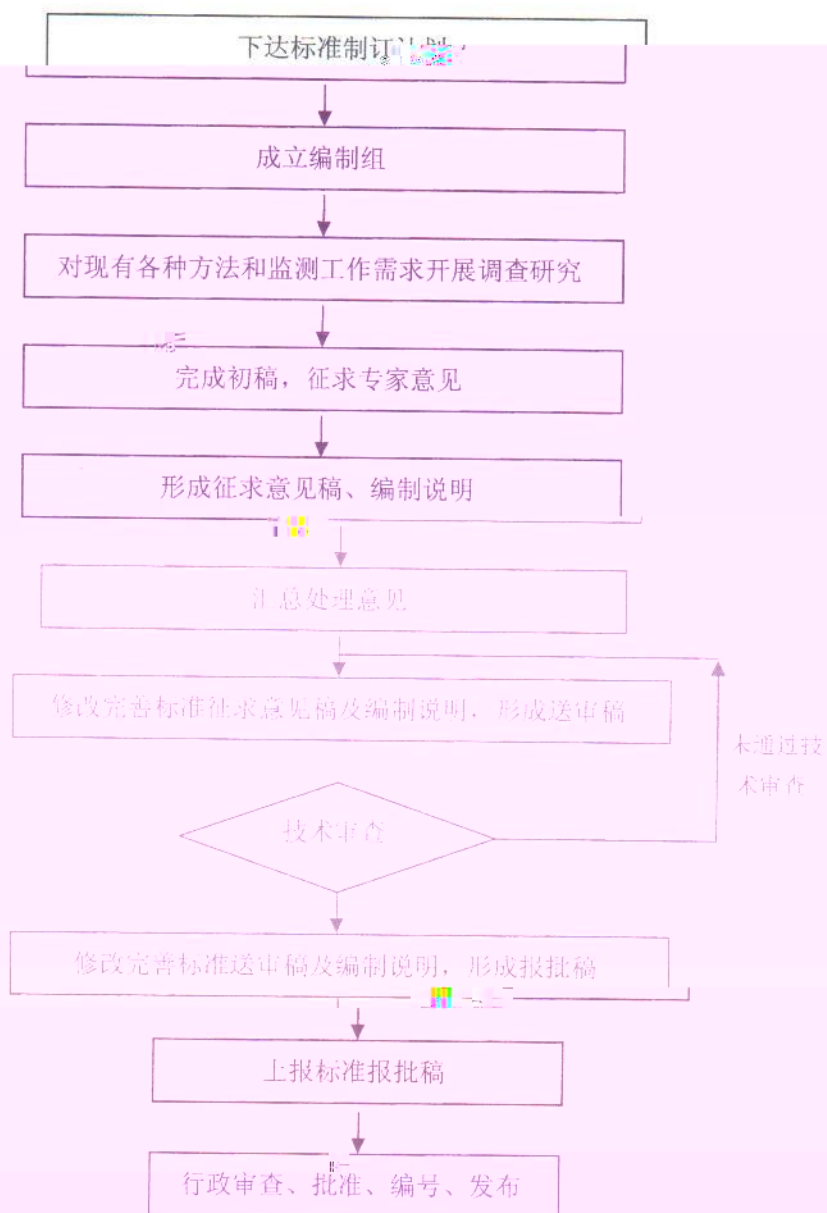 下达标准制订计划
成立编制组
对现有各种方法和监测工作需求开展调查研究
完成初稿，征求专家意见
形成征求意见稿、编制说明
汇总处理意见
修改完善标准征求意见稿及编制说明，形成送审稿
未通过技
术审查
技术审查
修改完善标准送审稿及编制说明，形成报批稿
上报标准报批稿
行政审查、批准、编号、发布